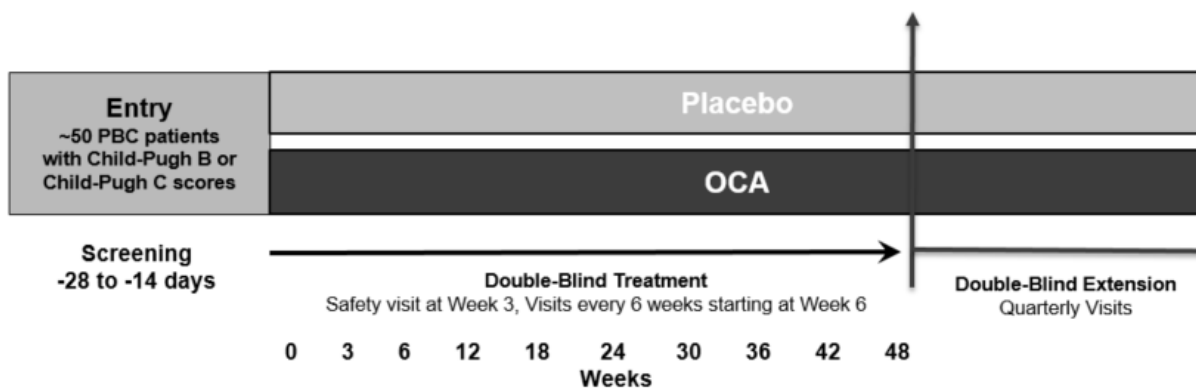 Entry
~50 PBC patients
with Child-Pugh B or
Child-Pugh C scores
Placebo
OCA
Screening
-28 to -14 days
Double-Blind Treatment
Safety visit at Week 3, Visits every 6 weeks starting at Week 6
Double-Blind Extension
Quarterly Visits
0 3 6 12 18 24 30 36 42 48
Weeks